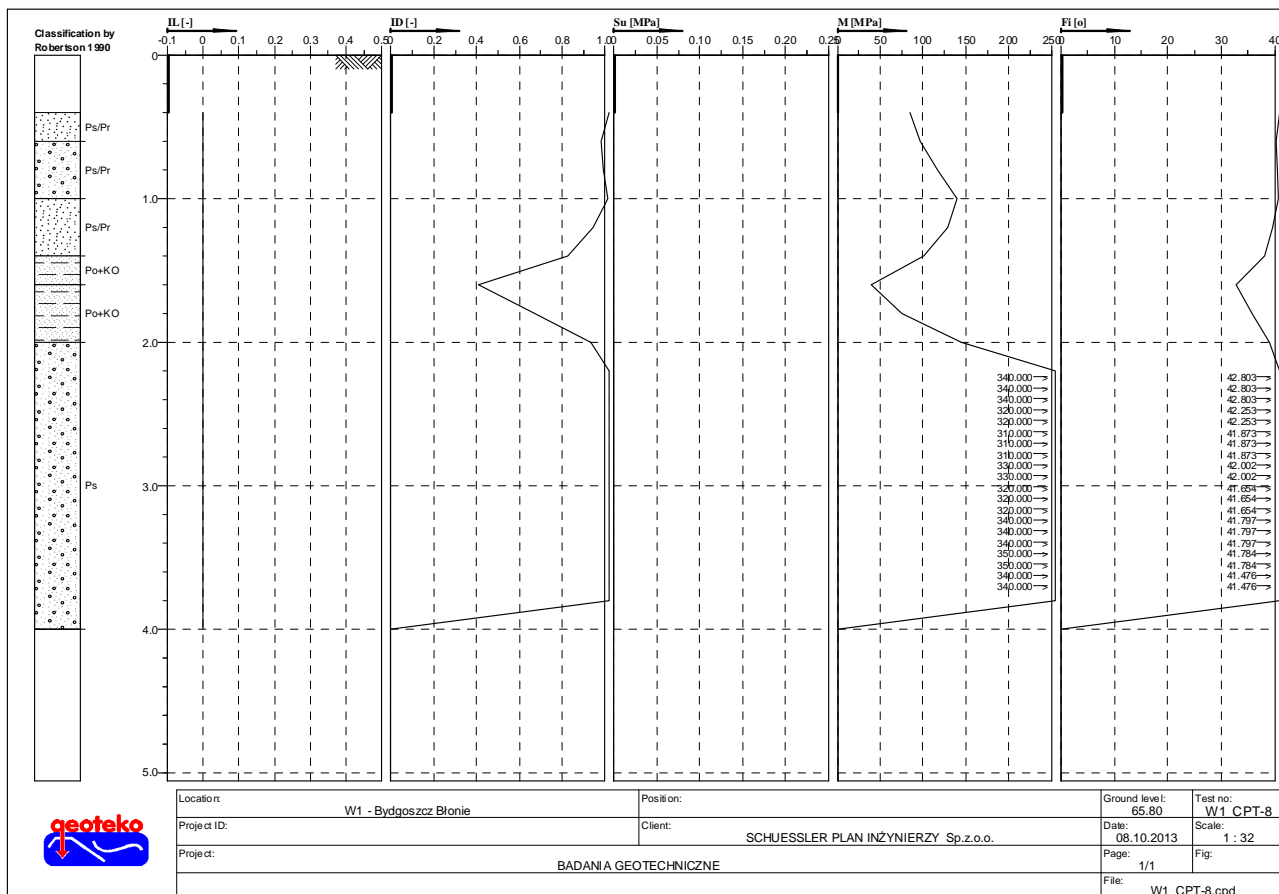 Classification by
Robertson 1990
IL [-]
ID [-]
Su [MPa]
M [MPa]
Fi [o]
-0.1 0 0.1 0.2 0.3 0.4 0.5
0 0.2 0.4 0.6 0.8 1.0
0 0.05 0.10 0.15 0.20 0.25
0 50 100 150 200 250
0 10 20 30 40
0
Ps/Pr
Ps/Pr
1.0
Ps/Pr
Po+KO
Po+KO
2.0
Ps
3.0
4.0
5.0
340.000 42.803
340.000 42.803
340.000 42.803
320.000 42.253
320.000 42.253
310.000 41.873
310.000 41.873
310.000 41.873
330.000 42.002
330.000 42.002
320.000 41.654
320.000 41.654
320.000 41.654
340.000 41.797
340.000 41.797
340.000 41.797
350.000 41.784
350.000 41.784
340.000 41.476
340.000 41.476
geoteko
Location:
W1 - Bydgoszcz Błonie
Position:
Ground level:
65.80
Test no:
W1_CPT-8
Project ID:
Client:
SCHUESSLER PLAN INŻYNIERZY Sp.z.o.o.
Date:
08.10.2013
Scale:
1 : 32
Project:
BADANIA GEOTECHNICZNE
Page:
1/1
Fig:
File:
W1_CPT-8.cpd